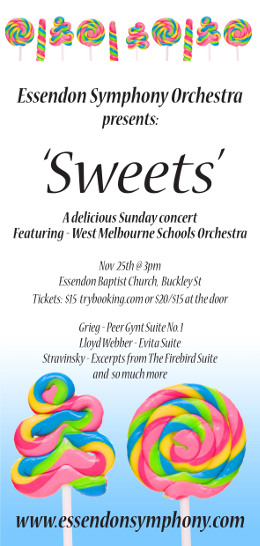 Essendon Symphony Orchestra
presents:
‘Sweets’
A delicious Sunday concert
Featuring - West Melbourne Schools Orchestra
Nov 25th @ 3pm
Essendon Baptist Church, Buckley St
Tickets: $15 trybooking.com or $20/$15 at the door
Grieg - Peer Gynt Suite No.1
Lloyd Webber - Evita Suite
Stravinsky - Excerpts from The Firebird Suite
and so much more
www.essendonsymphony.com